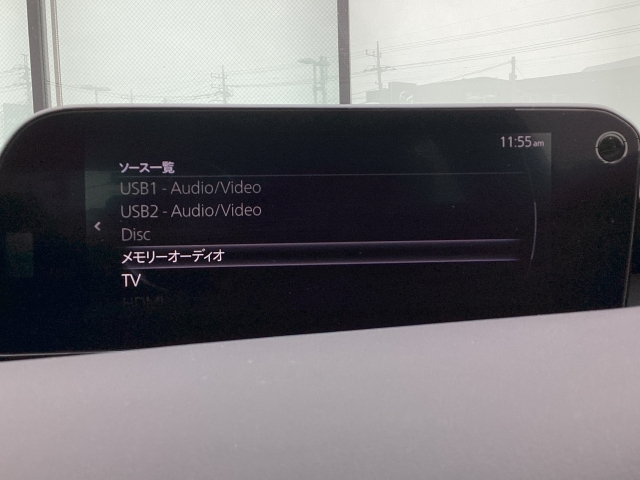 11:55am
ソース一覧
USB1 - Audio/Video
USB2 - Audio/Video
Disc
メモリーオーディオ
TV
HDMI